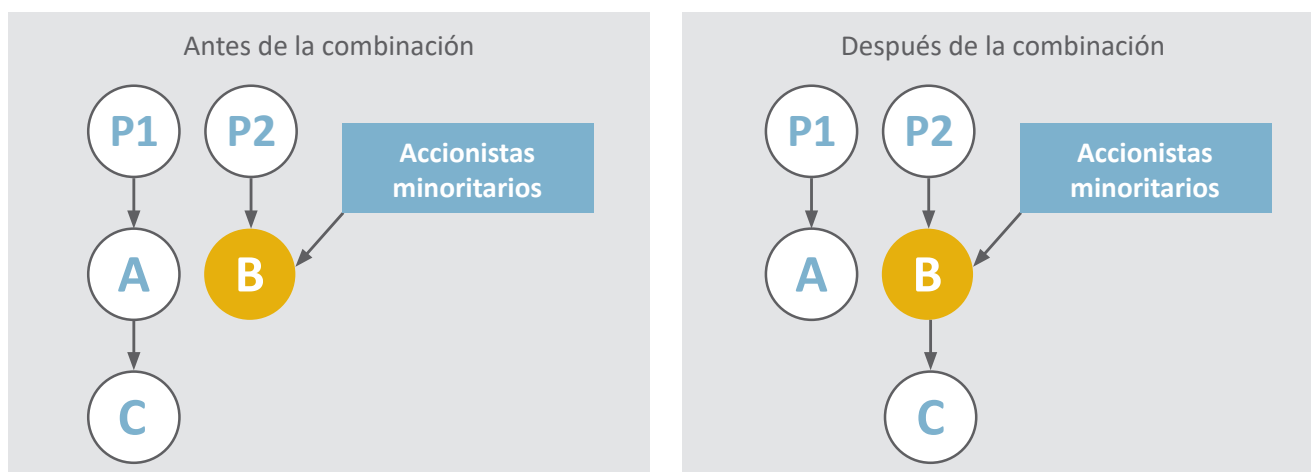 Antes de la combinación
P1
P2
Accionistas
minoritarios
A
B
C
Después de la combinación
P1
P2
Accionistas
minoritarios
A
B
C